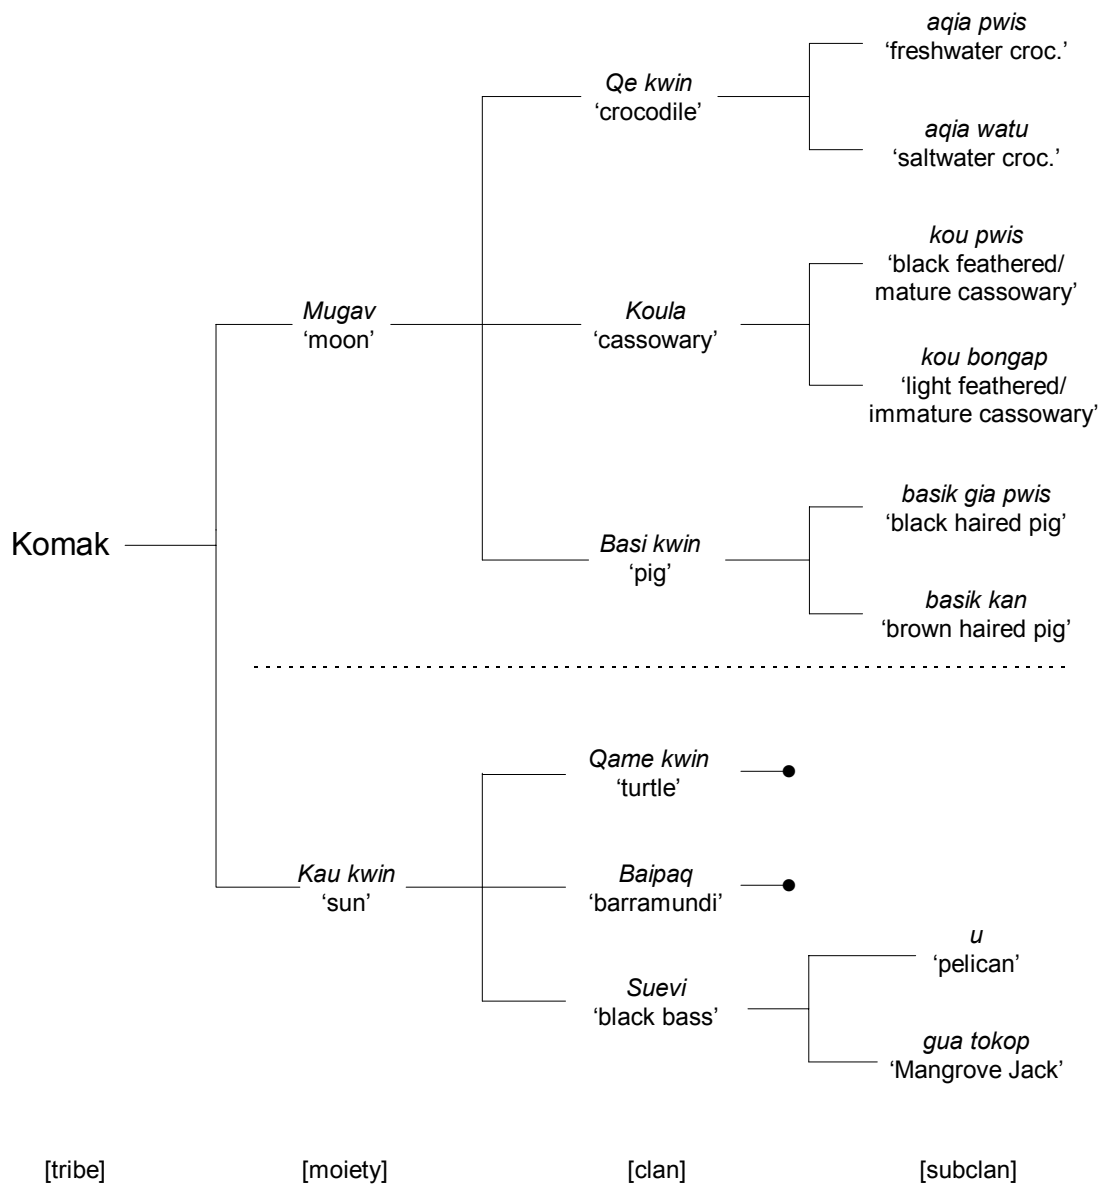 aqia pwis
‘freshwater croc.’
Qe kwin
‘crocodile’
aqia watu
‘saltwater croc.’
kou pwis
‘black feathered/
mature cassowary’
Mugav
‘moon’
Koula
‘cassowary’
kou bongap
‘light feathered/
immature cassowary’
basik gia pwis
‘black haired pig’
Komak
Basi kwin
‘pig’
basik kan
‘brown haired pig’
Qame kwin
‘turtle’
Kau kwin
‘sun’
Baipaq
‘barramundi’
u
‘pelican’
Suevi
‘black bass’
gua tokop
‘Mangrove Jack’
[tribe] [moiety] [clan] [subclan]